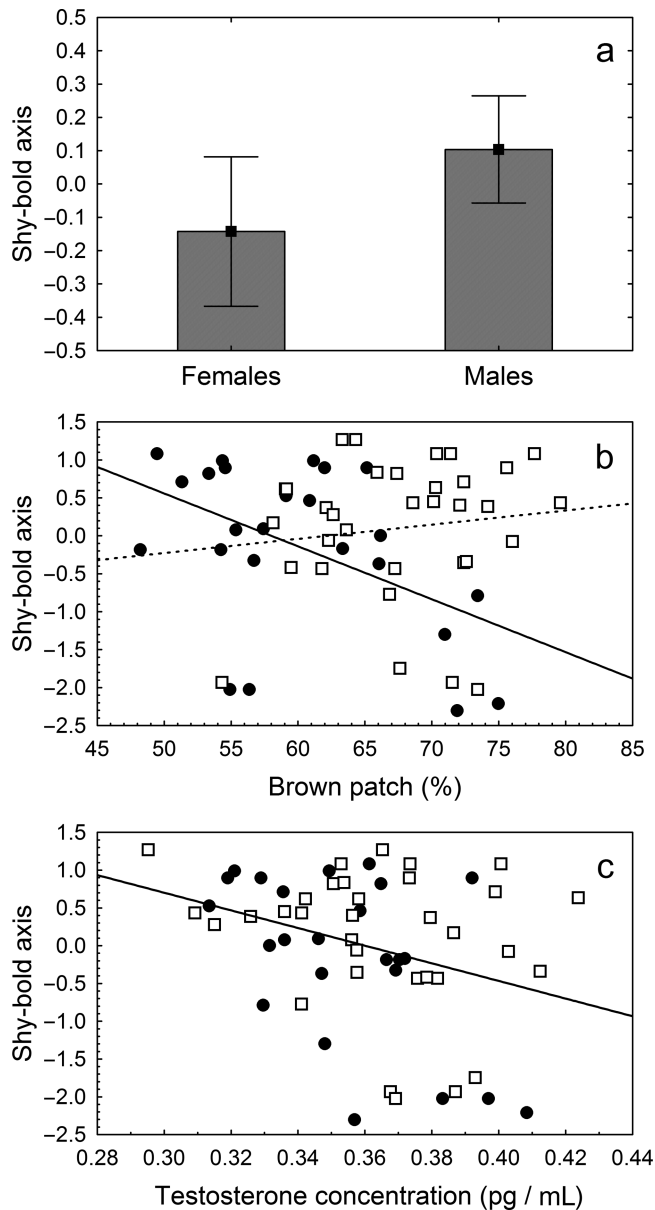 a
Shy-bold axis
0.5
0.4
0.3
0.2
0.1
0.0
−0.1
−0.2
−0.3
−0.4
−0.5
Females Males
b
Shy-bold axis
1.5
1.0
0.5
0.0
−0.5
−1.0
−1.5
−2.0
−2.5
45 50 55 60 65 70 75 80 85
Brown patch (%)
c
Shy-bold axis
1.5
1.0
0.5
0.0
−0.5
−1.0
−1.5
−2.0
−2.5
0.28 0.30 0.32 0.34 0.36 0.38 0.40 0.42 0.44
Testosterone concentration (pg / mL)